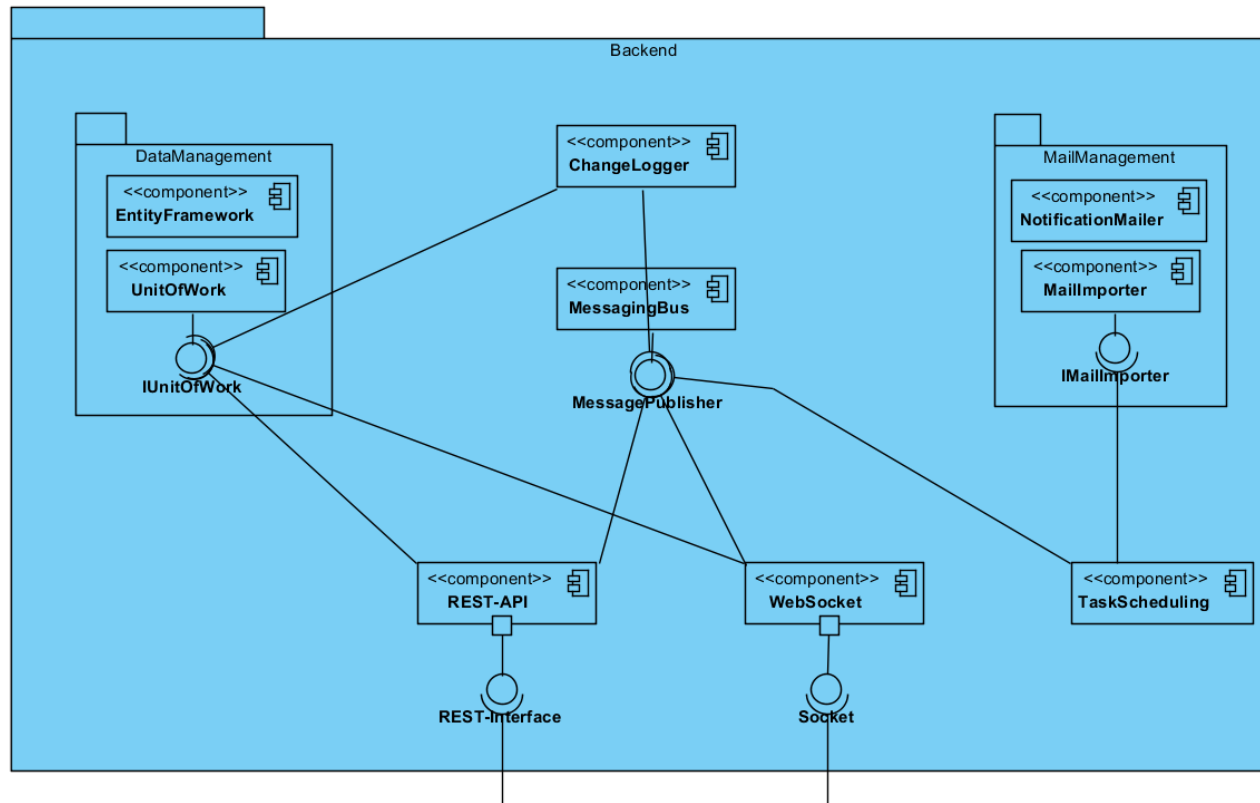 Backend
DataManagement
<<component>>
EntityFramework
<<component>>
UnitOfWork
IUnitOfWork
<<component>>
ChangeLogger
<<component>>
MessagingBus
MessagePublisher
MailManagement
<<component>>
NotificationMailer
<<component>>
MailImporter
IMailImporter
<<component>>
REST-API
REST-Interface
<<component>>
WebSocket
Socket
<<component>>
TaskScheduling